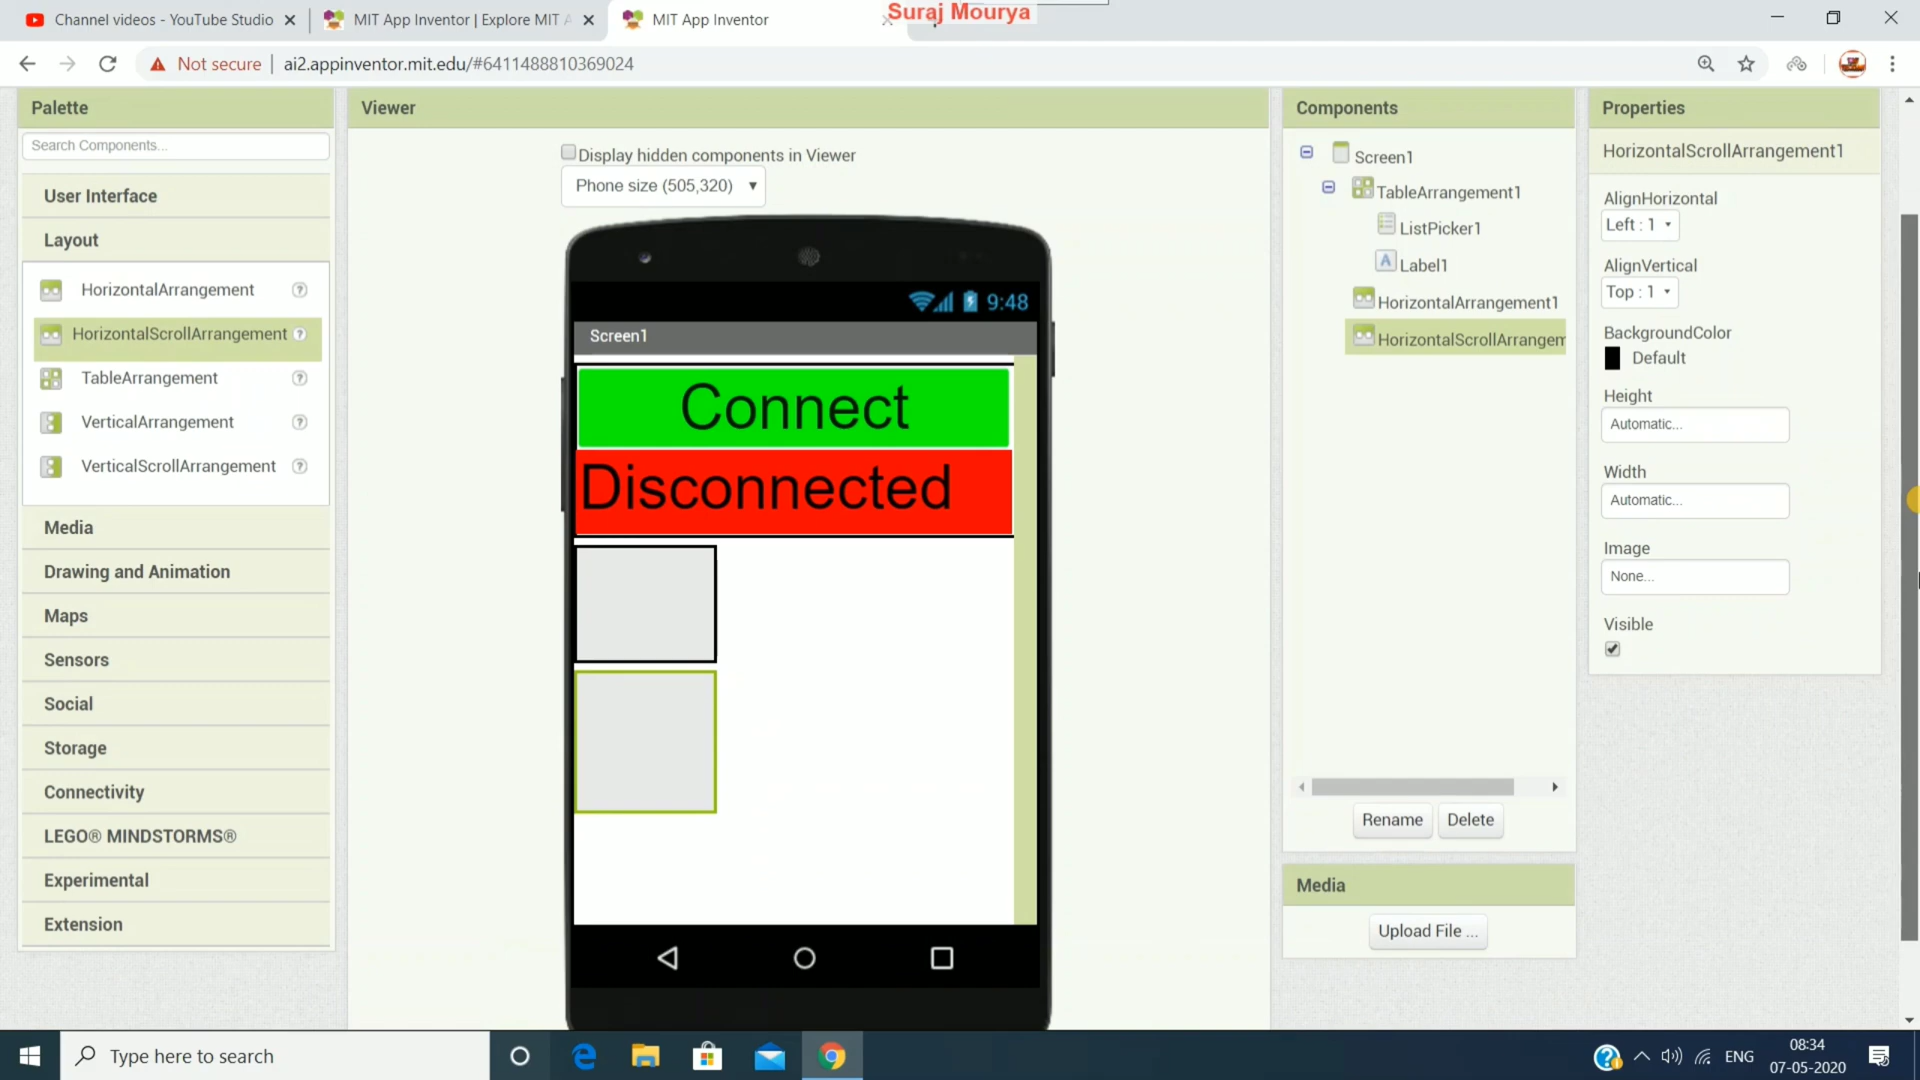 Channel videos - YouTube Studio
MIT App Inventor | Explore MIT A
MIT App Inventor
Suraj Mourya
Not secure
ai2.appinventor.mit.edu/#6411488810369024
Palette
Viewer
Components
Properties
Search Components...
User Interface
Layout
HorizontalArrangement
HorizontalScrollArrangement
TableArrangement
VerticalArrangement
VerticalScrollArrangement
Media
Drawing and Animation
Maps
Sensors
Social
Storage
Connectivity
LEGO® MINDSTORMS®
Experimental
Extension
Display hidden components in Viewer
Phone size (505,320)
9:48
Screen1
Connect
Disconnected
Screen1
TableArrangement1
ListPicker1
A Label1
HorizontalArrangement1
HorizontalScrollArrangem
Rename
Delete
Media
Upload File ...
HorizontalScrollArrangement1
AlignHorizontal
Left : 1
AlignVertical
Top : 1
BackgroundColor
Default
Height
Automatic...
Width
Automatic...
Image
None...
Visible
Type here to search
ENG
08:34
07-05-2020